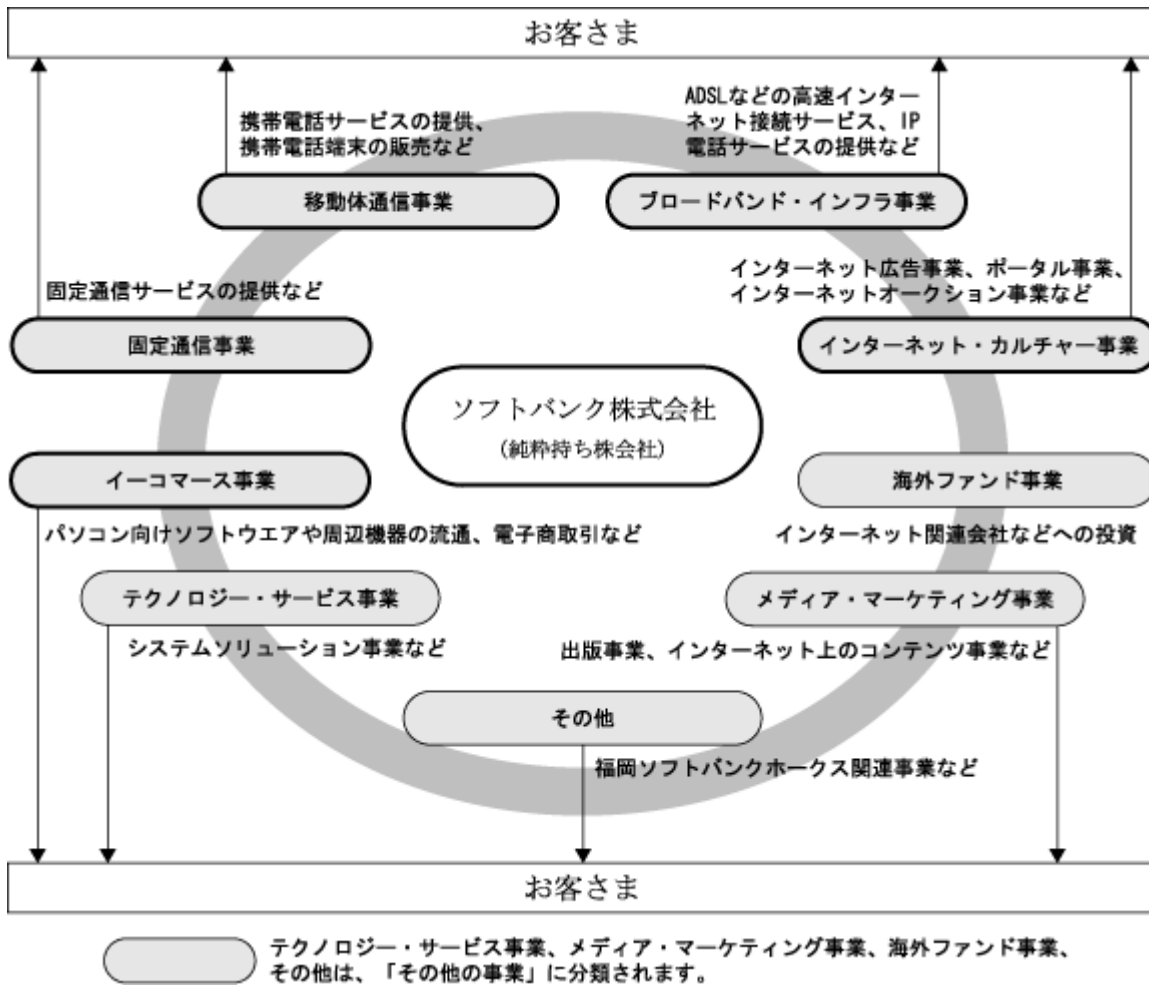 お客さま
携帯電話サービスの提供、
携帯電話端末の販売など
ADSLなどの高速インター
ネット接続サービス、IP
電話サービスの提供など
移動体通信事業
ブロードバンド・インフラ事業
固定通信サービスの提供など
インターネット広告事業、ポータル事業、
インターネットオークション事業など
固定通信事業
インターネット・カルチャー事業
ソフトバンク株式会社
(純粋持ち株会社)
イーコマース事業
海外ファンド事業
パソコン向けソフトウエアや周辺機器の流通、電子商取引など
インターネット関連会社などへの投資
テクノロジー・サービス事業
メディア・マーケティング事業
システムソリューション事業など
出版事業、インターネット上のコンテンツ事業など
その他
福岡ソフトバンクホークス関連事業など
お客さま
テクノロジー・サービス事業、メディア・マーケティング事業、海外ファンド事業、
その他は、「その他の事業」に分類されます。